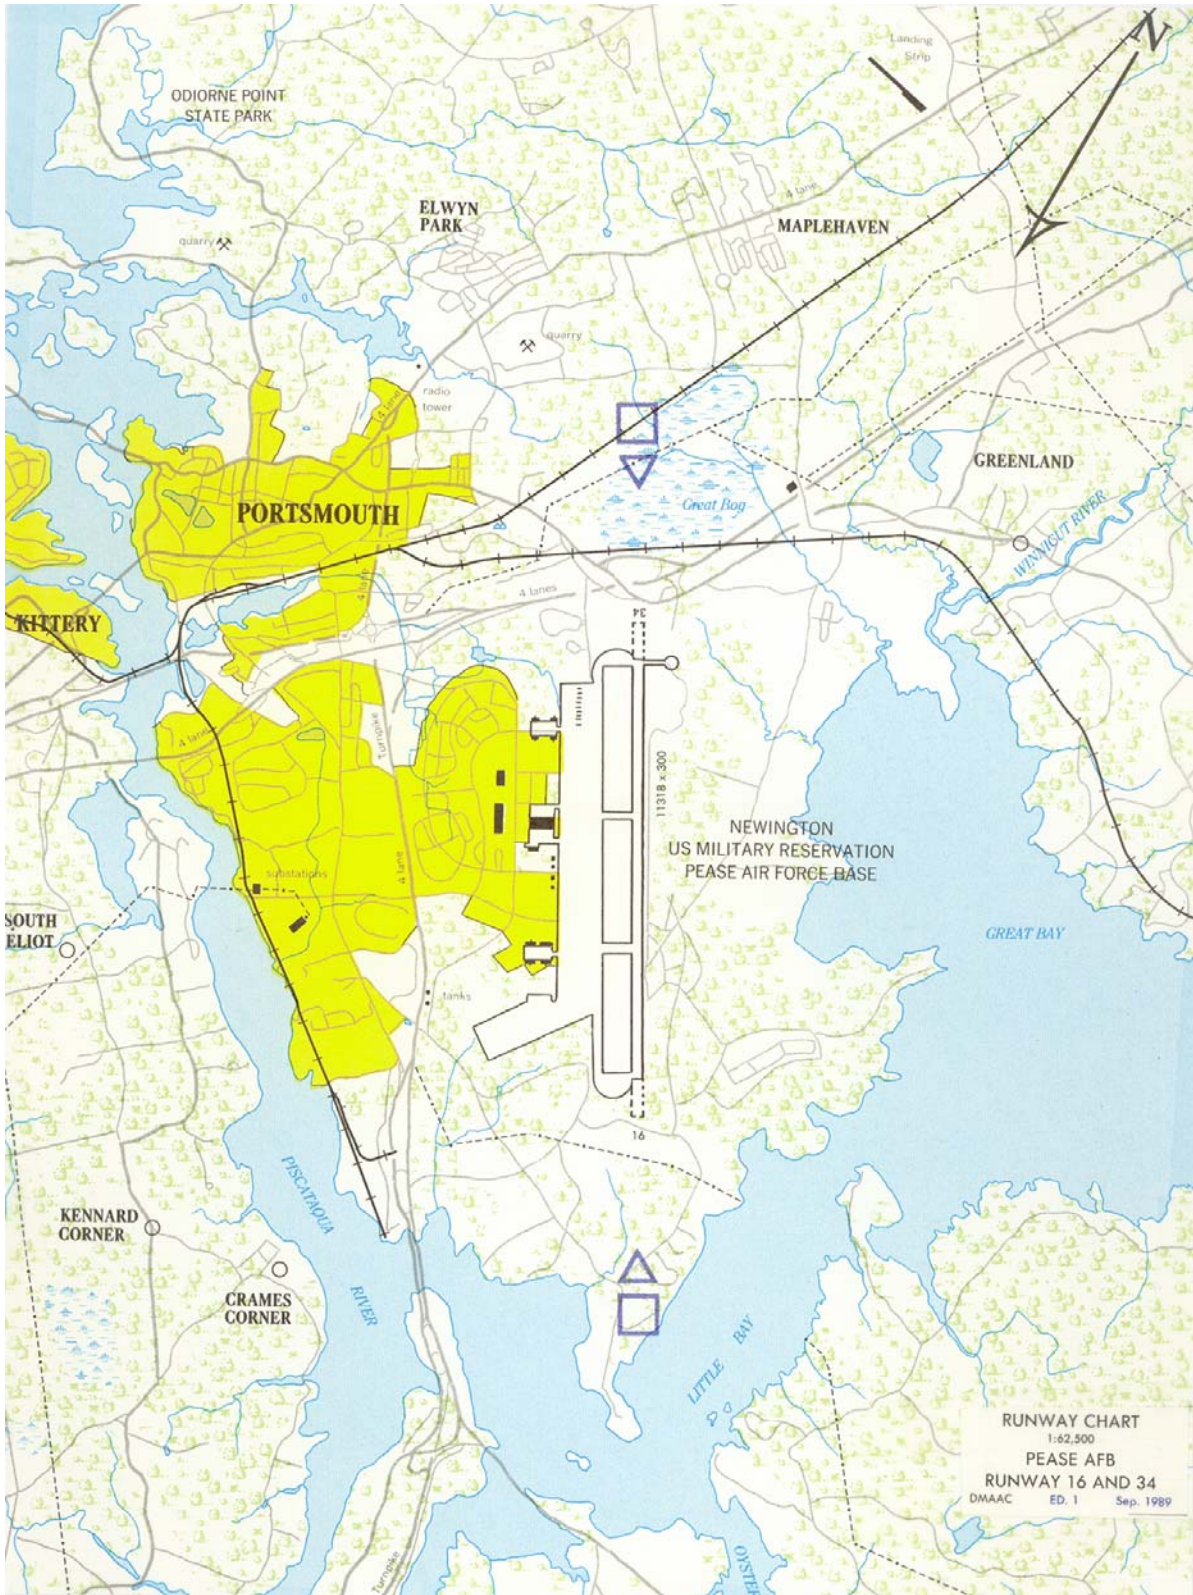 N
Landing
Strip
ODIORNE POINT
STATE PARK
4 lane
ELWYN
PARK
MAPLEHAVEN
quarry
quarry
radio
tower
4 lane
GREENLAND
PORTSMOUTH
Great Bog
WINNICUT RIVER
4 lane
4 lanes
KITTERY
34
4 lane
Turnpike
11318 x 300
NEWINGTON
US MILITARY RESERVATION
PEASE AIR FORCE BASE
4 lane
substations
SOUTH
ELIOT
GREAT BAY
tanks
16
PISCATAQUA
RIVER
KENNARD
CORNER
CRAMES
CORNER
LITTLE BAY
RUNWAY CHART
1:62,500
PEASE AFB
RUNWAY 16 AND 34
DMAAC ED. 1 Sep. 1989
Turnpike
OYSTER